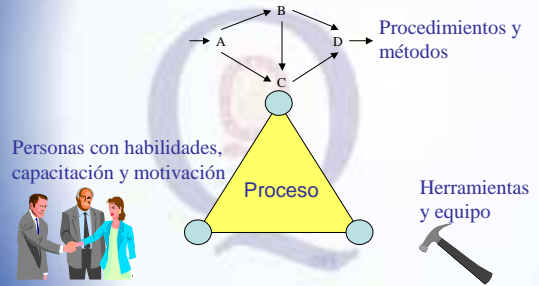 B
Procedimientos y
A
D
métodos
C
Personas con habilidades,
capacitación y motivación
Proceso
Herramientas
y equipo
Q